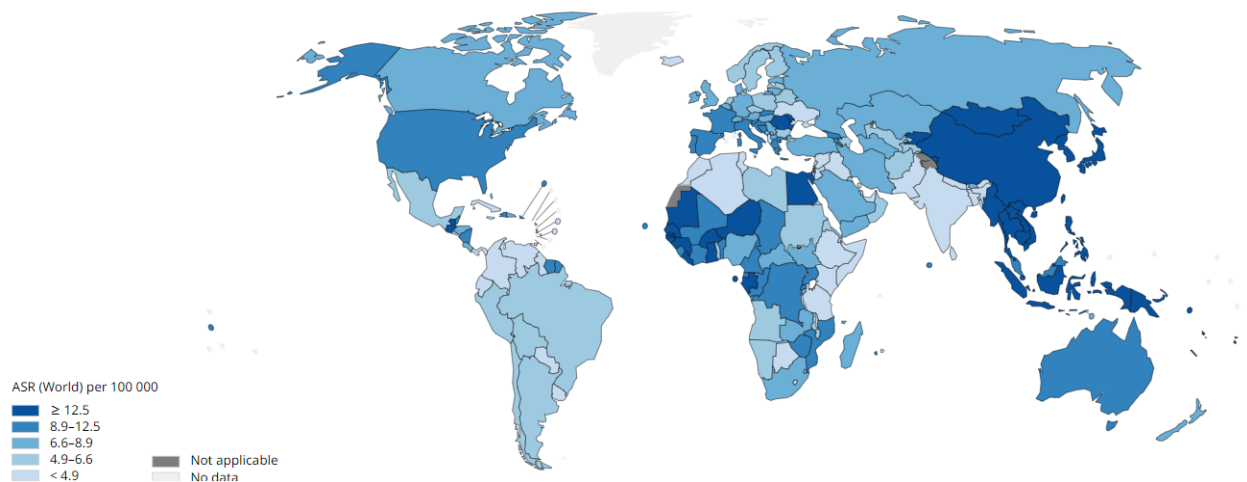 ASR (World) per 100 000
≥ 12.5
8.9–12.5
6.6–8.9
4.9–6.6
< 4.9
Not applicable
No data